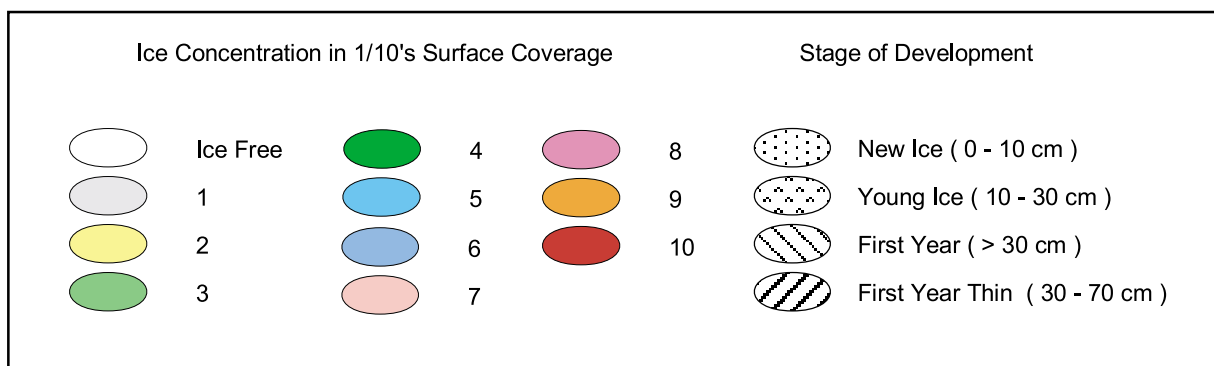 Ice Concentration in 1/10's Surface Coverage
Ice Free
1
2
3
4
5
6
7
8
9
10
Stage of Development
New Ice ( 0 - 10 cm )
Young Ice ( 10 - 30 cm )
First Year ( > 30 cm )
First Year Thin ( 30 - 70 cm )